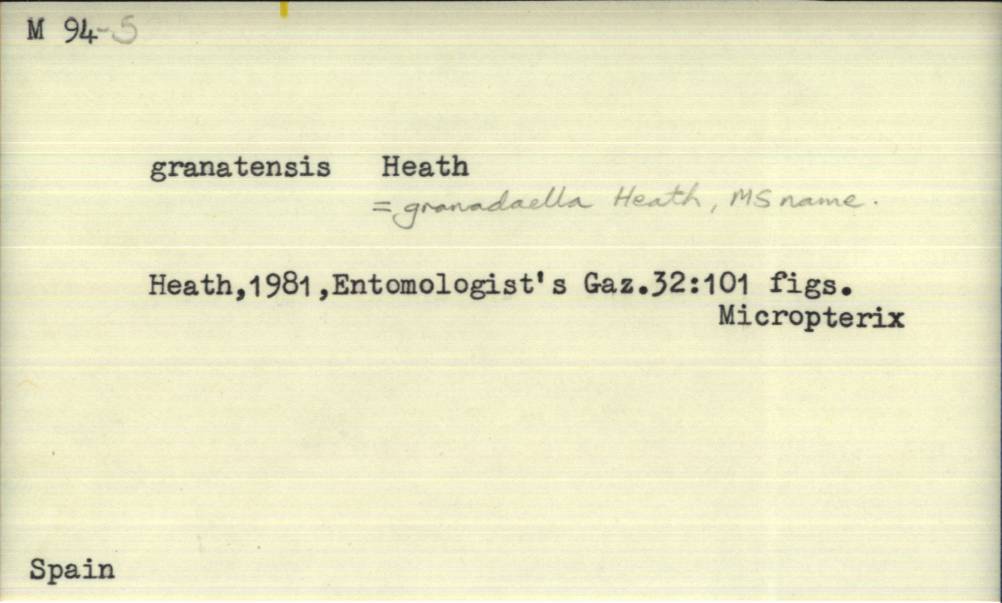 M 94-5
granatensis Heath
= granadaella Heath, MS name.
Heath,1981,Entomologist's Gaz.32:101 figs.
Micropterix
Spain